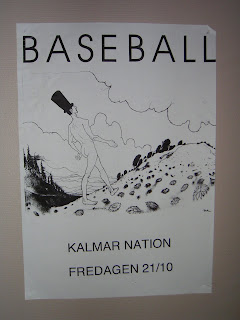 BASEBALL
KALMAR NATION
FREDAGEN 21/10